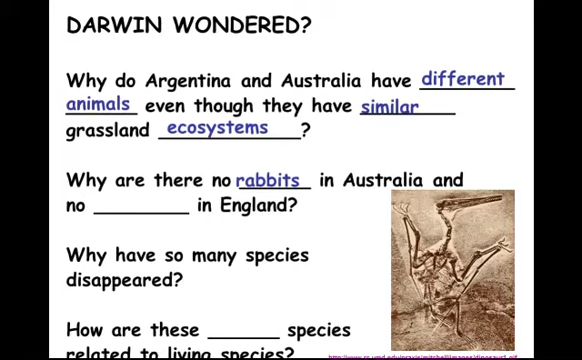 DARWIN WONDERED?
Why do Argentina and Australia have different
animals even though they have similar
grassland ecosystems ?
Why are there no rabbits in Australia and
no ________ in England?
Why have so many species
disappeared?
How are these ______ species
related to living species?